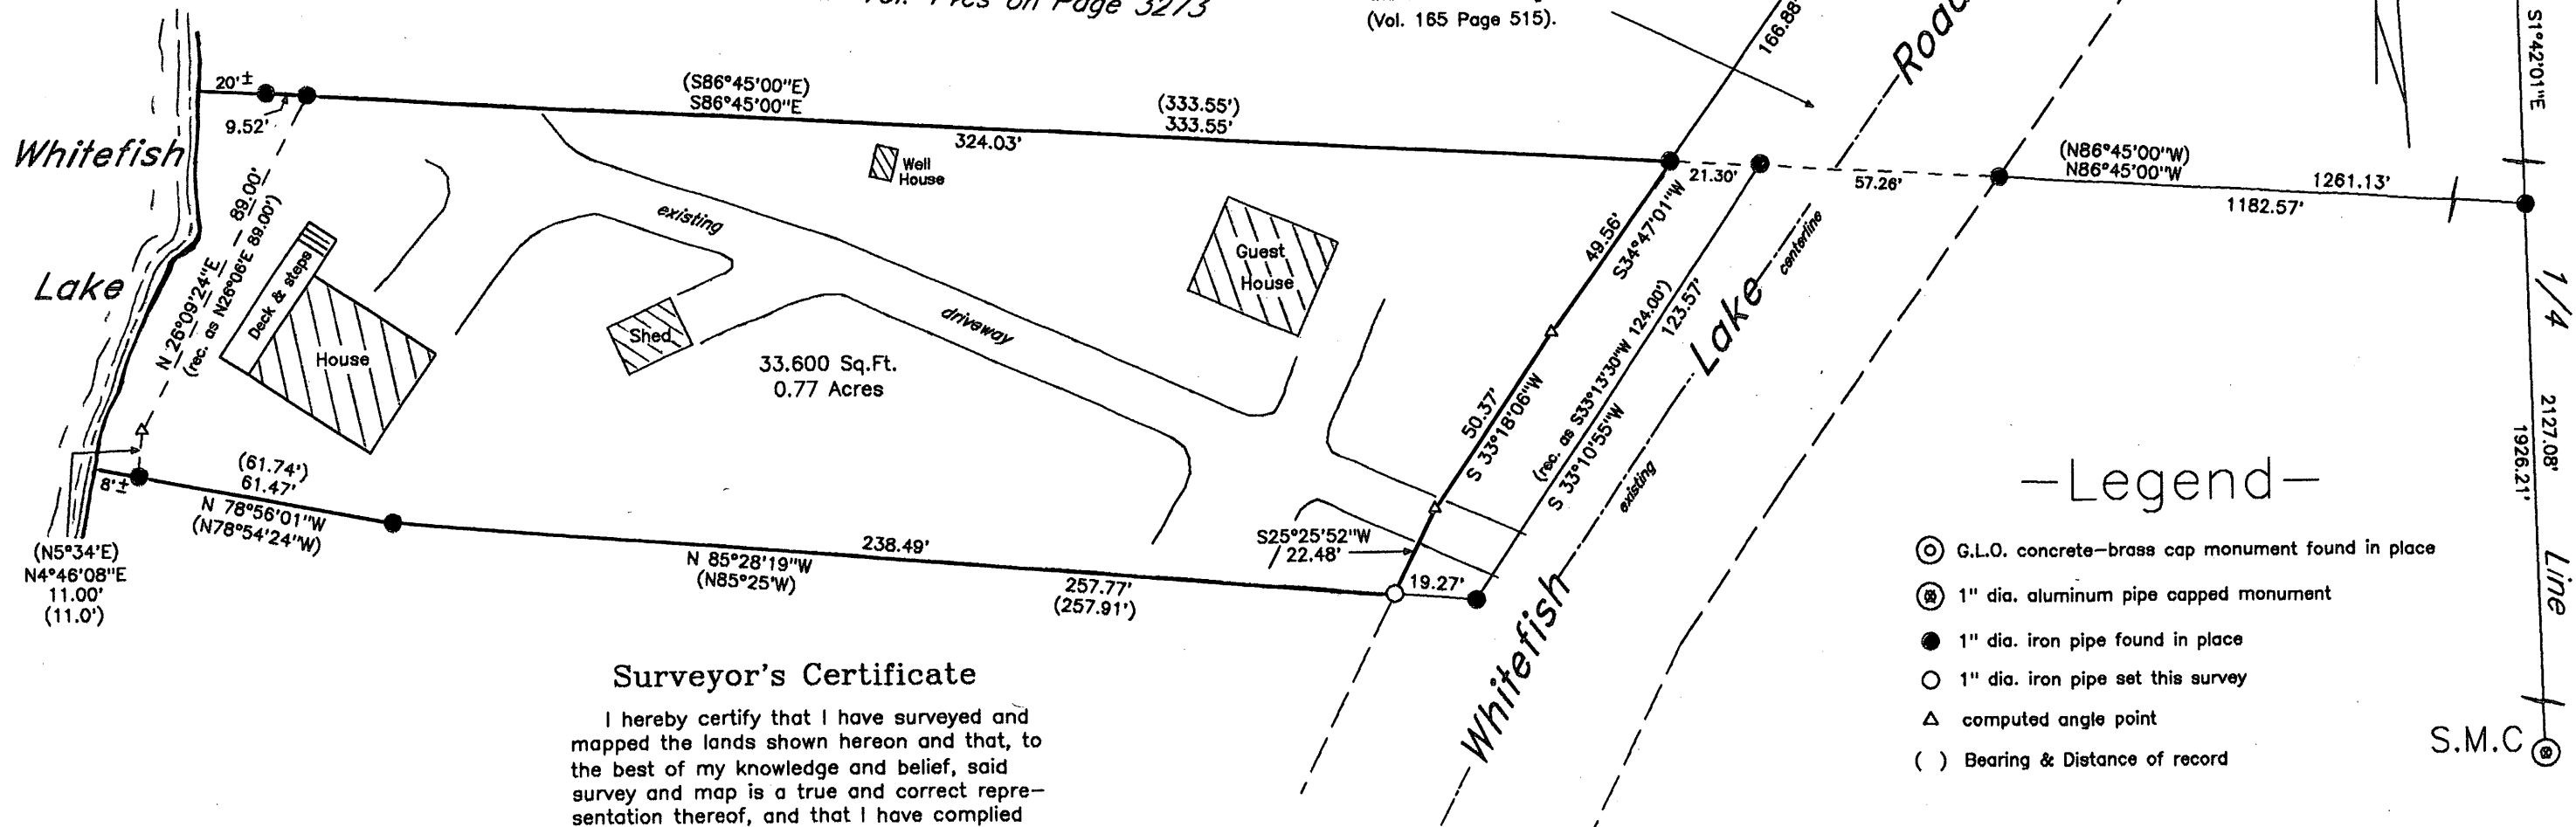 Vol. 1 Pcs on Page 3273
(Vol. 165 Page 515).
166.88'
Road
S1°42'01"E
20'±
9.52'
(S86°45'00"E)
S86°45'00"E
(333.55')
333.55'
324.03'
Whitefish
Lake
N 26°09'24"E 89.00'
(rec. as N26°06'E 89.00')
Deck & steps
House
Well
House
existing
driveway
Shed
Guest
House
33.600 Sq.Ft.
0.77 Acres
21.30'
57.26'
(N86°45'00"W)
N86°45'00"W
1261.13'
1182.57'
49.56'
S34°47'01"W
50.37'
S 33°18'06"W
(rec. as S33°13'30"W 124.00')
123.57'
S 33°10'55"W
Lake
centerline
existing
Whitefish
1/4
Line
2127.08'
1926.21'
8'±
(61.74')
61.47'
N 78°56'01"W
(N78°54'24"W)
(N5°34'E)
N4°46'08"E
11.00'
(11.0')
238.49'
N 85°28'19"W
(N85°25'W)
257.77'
(257.91')
S25°25'52"W
22.48'
19.27'
—Legend—
G.L.O. concrete–brass cap monument found in place
1" dia. aluminum pipe capped monument
1" dia. iron pipe found in place
1" dia. iron pipe set this survey
computed angle point
( ) Bearing & Distance of record
S.M.C
Surveyor's Certificate
I hereby certify that I have surveyed and
mapped the lands shown hereon and that, to
the best of my knowledge and belief, said
survey and map is a true and correct repre–
sentation thereof, and that I have complied